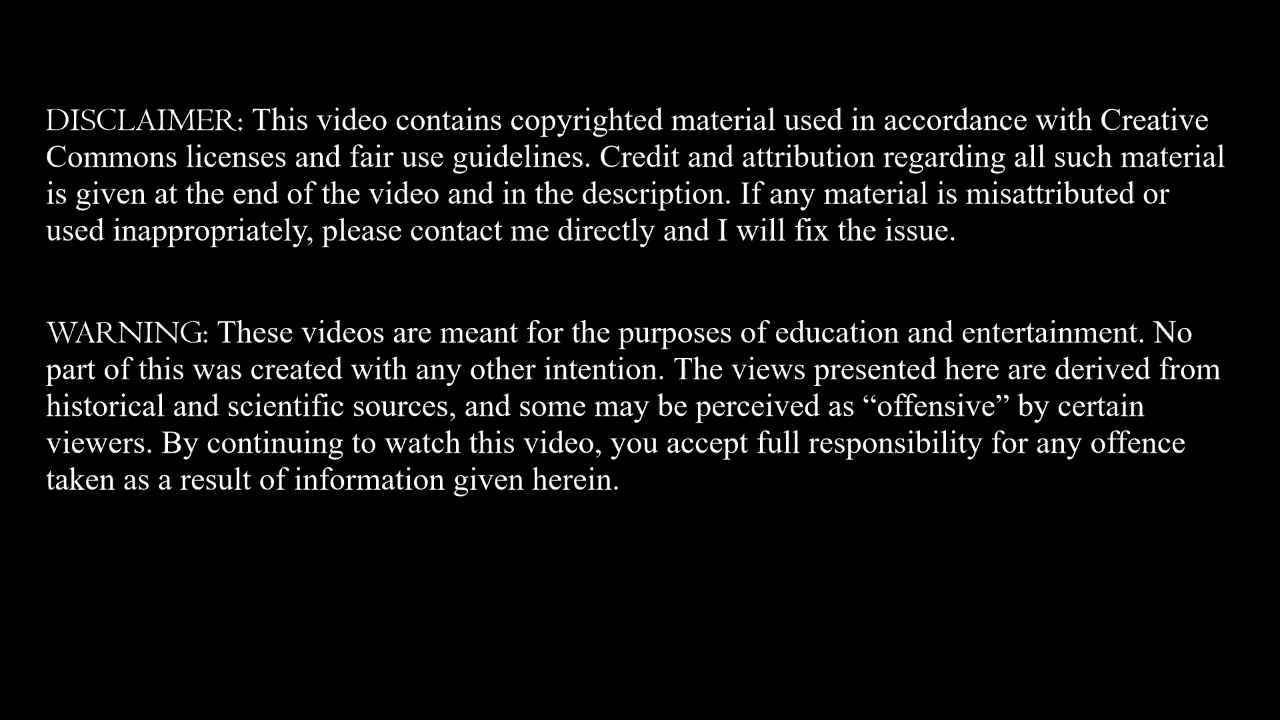 DISCLAIMER: This video contains copyrighted material used in accordance with Creative
Commons licenses and fair use guidelines. Credit and attribution regarding all such material
is given at the end of the video and in the description. If any material is misattributed or
used inappropriately, please contact me directly and I will fix the issue.
WARNING: These videos are meant for the purposes of education and entertainment. No
part of this was created with any other intention. The views presented here are derived from
historical and scientific sources, and some may be perceived as “offensive” by certain
viewers. By continuing to watch this video, you accept full responsibility for any offence
taken as a result of information given herein.